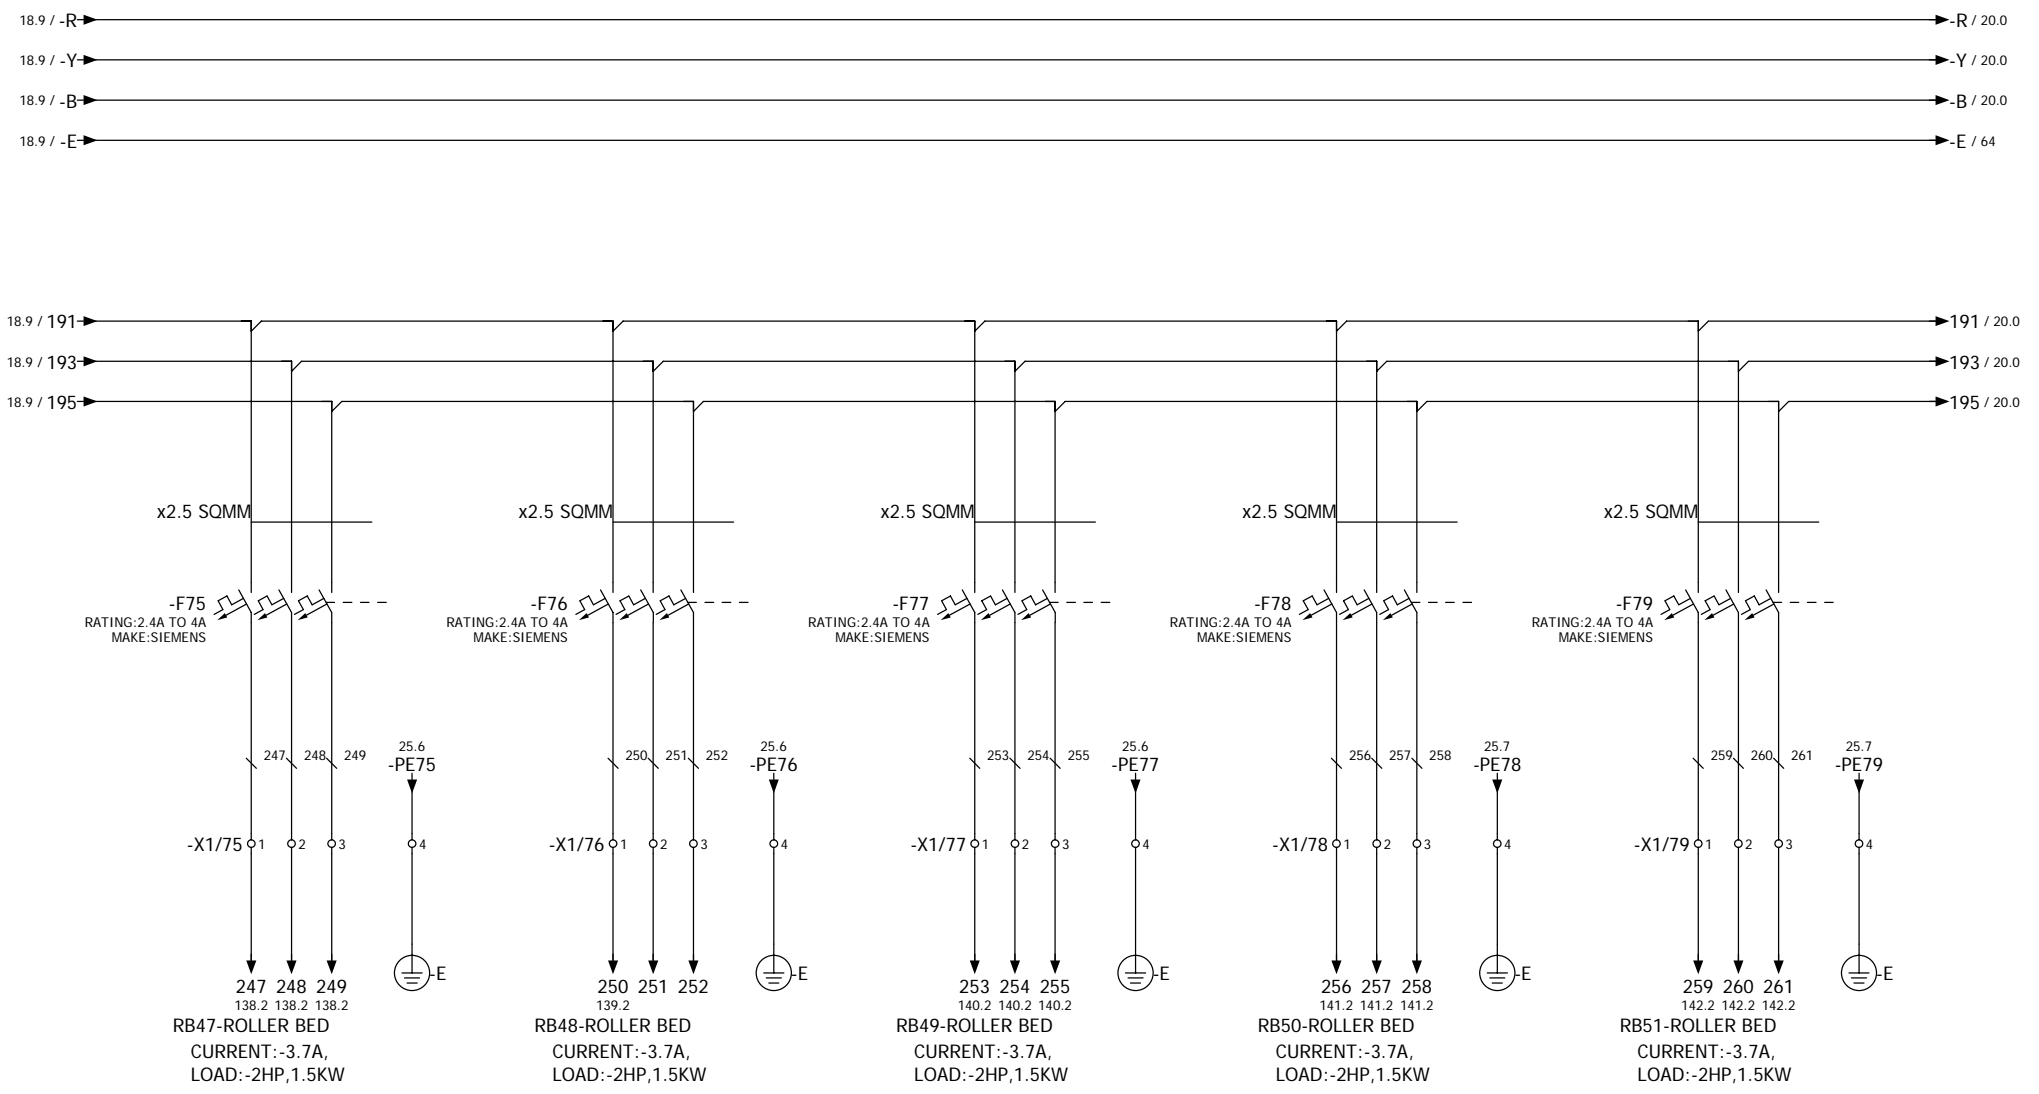 18.9 / -R -R / 20.0
18.9 / -Y -Y / 20.0
18.9 / -B -B / 20.0
18.9 / -E -E / 64
18.9 / 191 191 / 20.0
18.9 / 193 193 / 20.0
18.9 / 195 195 / 20.0
x2.5 SQMM x2.5 SQMM x2.5 SQMM x2.5 SQMM x2.5 SQMM
-F75 -F76 -F77 -F78 -F79
RATING:2.4A TO 4A RATING:2.4A TO 4A RATING:2.4A TO 4A RATING:2.4A TO 4A RATING:2.4A TO 4A
MAKE:SIEMENS MAKE:SIEMENS MAKE:SIEMENS MAKE:SIEMENS MAKE:SIEMENS
25.6 25.6 25.6 25.7 25.7
247 248 249 250 251 252 253 254 255 256 257 258 259 260 261
-PE75 -PE76 -PE77 -PE78 -PE79
-X1/75 1 2 3 4 -X1/76 1 2 3 4 -X1/77 1 2 3 4 -X1/78 1 2 3 4 -X1/79 1 2 3 4
-E -E -E -E -E
247 248 249 250 251 252 253 254 255 256 257 258 259 260 261
138.2 138.2 138.2 139.2 140.2 140.2 140.2 141.2 141.2 141.2 142.2 142.2 142.2
RB47-ROLLER BED RB48-ROLLER BED RB49-ROLLER BED RB50-ROLLER BED RB51-ROLLER BED
CURRENT:-3.7A, CURRENT:-3.7A, CURRENT:-3.7A, CURRENT:-3.7A, CURRENT:-3.7A,
LOAD:-2HP,1.5KW LOAD:-2HP,1.5KW LOAD:-2HP,1.5KW LOAD:-2HP,1.5KW LOAD:-2HP,1.5KW